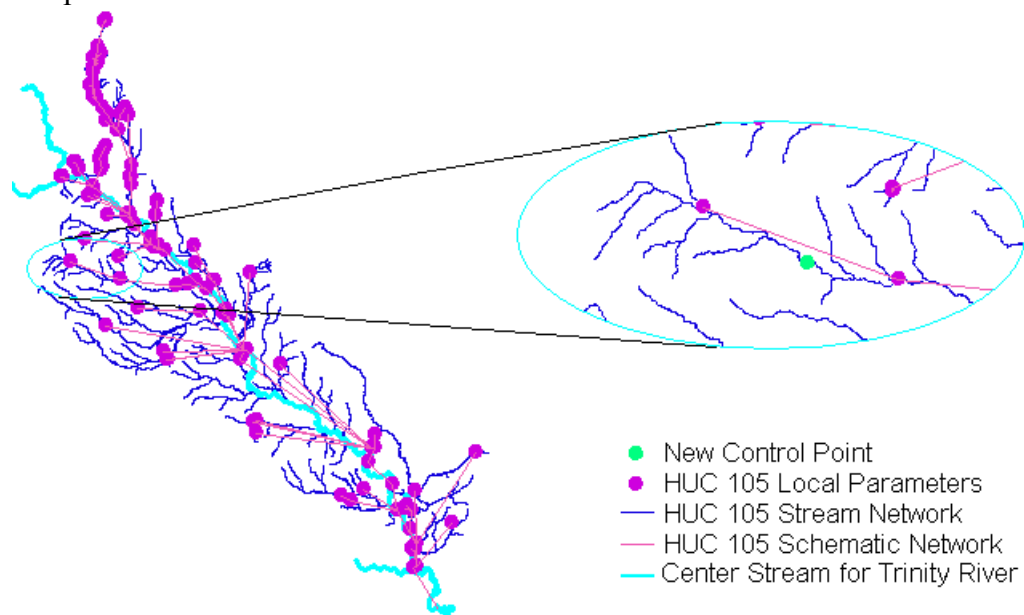 New Control Point
HUC 105 Local Parameters
HUC 105 Stream Network
HUC 105 Schematic Network
Center Stream for Trinity River